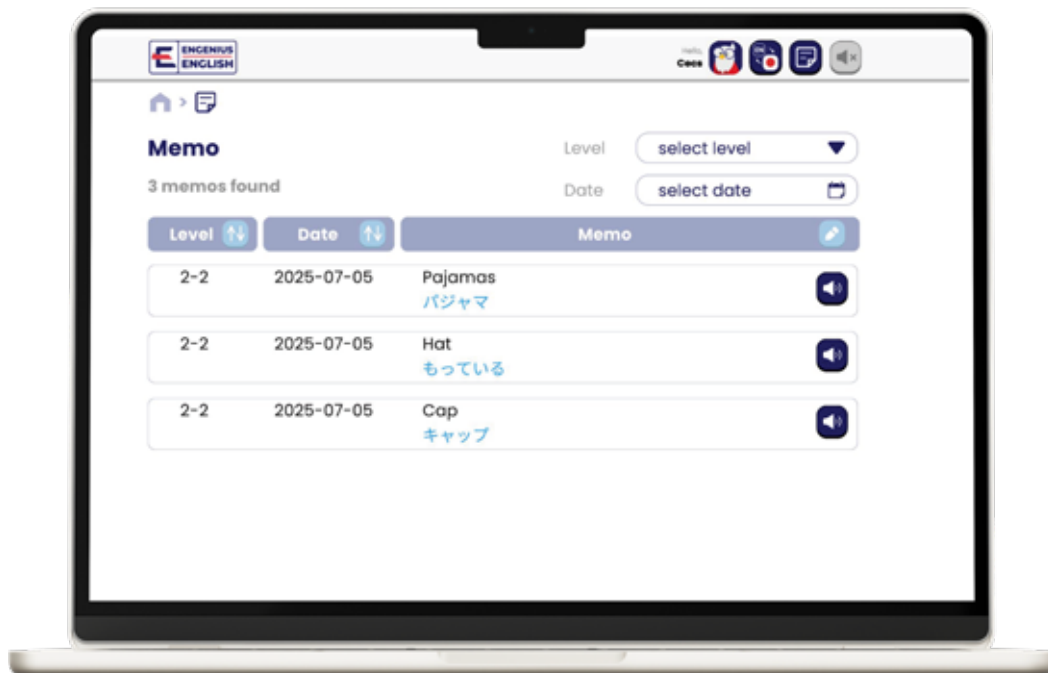 ENGENIUS
ENGLISH
Hello,
Cocs
Memo
Level
select level
3 memos found
Date
select date
Level
Date
Memo
2-2
2025-07-05
Pajamas
パジャマ
2-2
2025-07-05
Hat
もっている
2-2
2025-07-05
Cap
キャップ